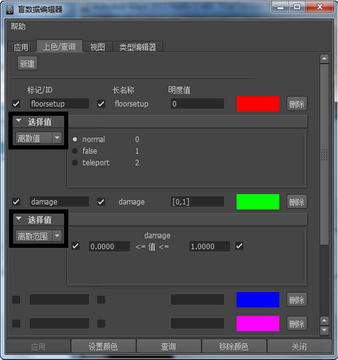 盲数据编辑器
帮助
应用 上色/查询 视图 类型编辑器
新建
标记/ID 长名称 明度值
floorsetup floorsetup 0 删除
选择值
离散值
normal 0
false 1
teleport 2
damage damage [0,1] 删除
选择值
离散范围
damage
0.0000 <= 值 <= 1.0000
删除
删除
应用 设置颜色 查询 移除颜色 关闭